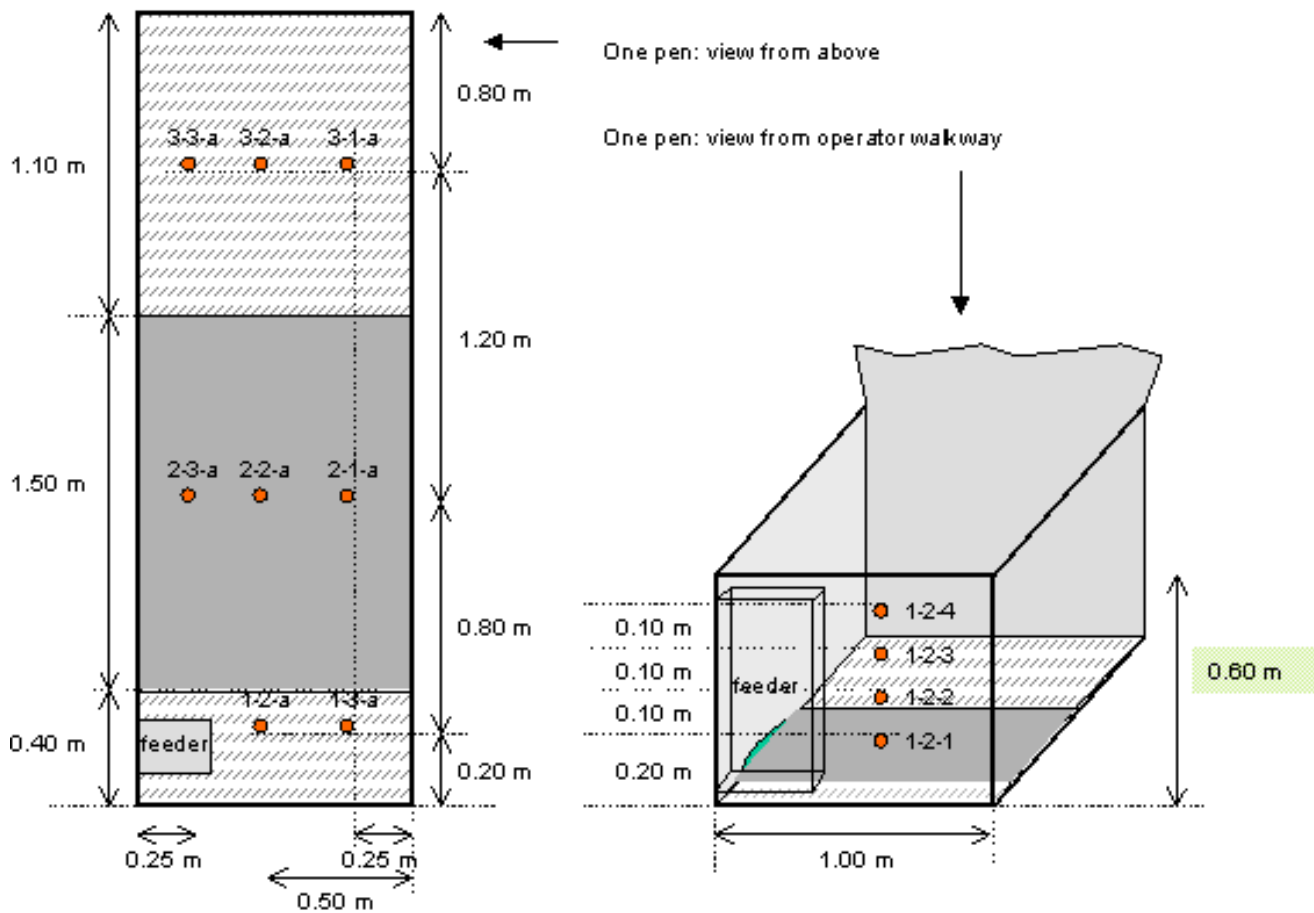 One pen: view from above
0.80 m
3-3-a 3-2-a 3-1-a
1.10 m
One pen: view from operator walkway
1.20 m
2-3-a 2-2-a 2-1-a
1.50 m
0.80 m
1-2-a 1-3-a
feeder
0.40 m
0.20 m
0.25 m
0.25 m
0.50 m
1-2-4
0.10 m
1-2-3
0.10 m
feeder
1-2-2
0.10 m
1-2-1
0.20 m
0.60 m
1.00 m